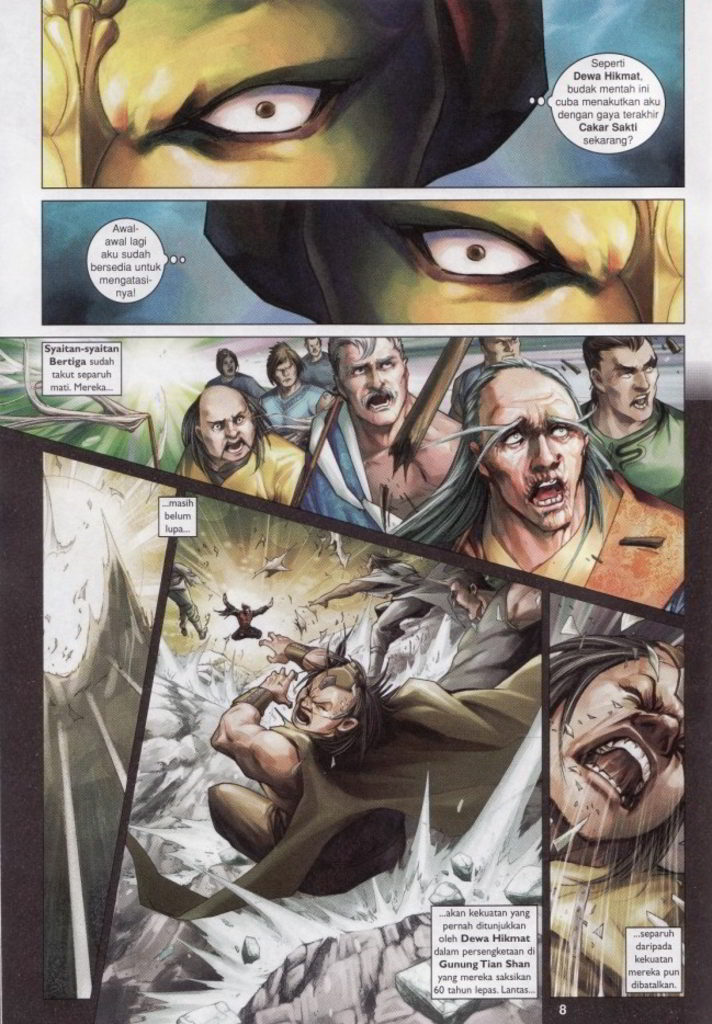 Seperti
Dewa Hikmat,
budak mentah ini
cuba menakutkan aku
dengan gaya terakhir
Cakar Sakti
sekarang?
Awal-
awal lagi
aku sudah
bersedia untuk
mengatasi-
nya!
Syaitan-syaitan
Bertiga sudah
takut separuh
mati. Mereka...
...masih
belum
lupa...
...akan kekuatan yang
pernah ditunjukkan
oleh Dewa Hikmat
dalam persengketaan di
Gunung Tian Shan
yang mereka saksikan
60 tahun lepas. Lantas...
...separuh
daripada
kekuatan
mereka pun
dibatalkan.
8